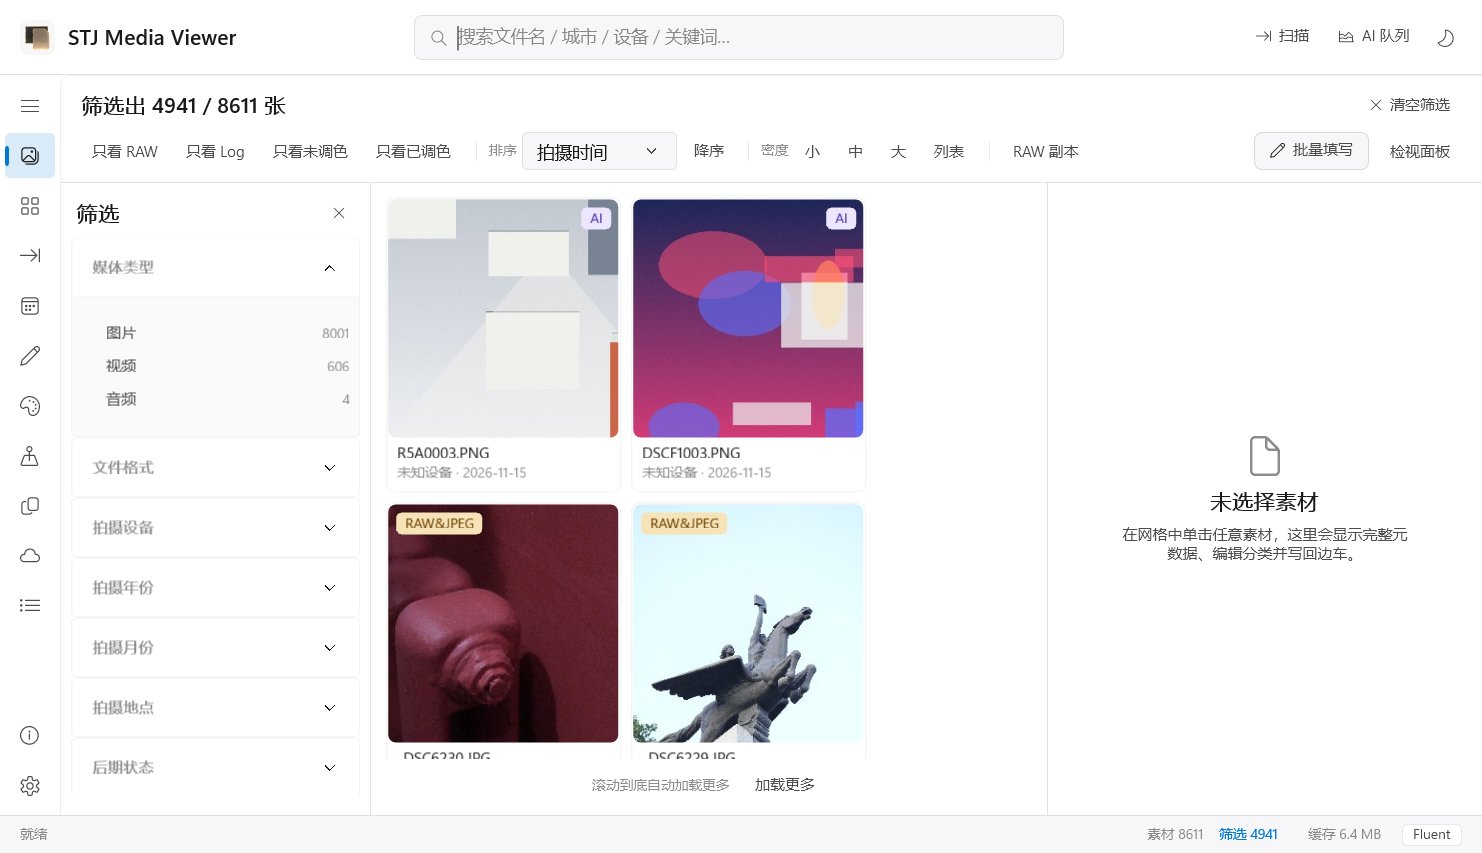 STJ Media Viewer
搜索文件名 / 城市 / 设备 / 关键词...
扫描
AI 队列
筛选出 4941 / 8611 张
清空筛选
只看 RAW
只看 Log
只看未调色
只看已调色
排序
拍摄时间
降序
密度
小
中
大
列表
RAW 副本
批量填写
检视面板
筛选
媒体类型
图片 8001
视频 606
音频 4
文件格式
拍摄设备
拍摄年份
拍摄月份
拍摄地点
后期状态
AI
R5A0003.PNG
未知设备 · 2026-11-15
AI
DSCF1003.PNG
未知设备 · 2026-11-15
RAW&JPEG
DSC6230.JPG
RAW&JPEG
DSC6229.JPG
滚动到底自动加载更多
加载更多
未选择素材
在网格中单击任意素材，这里会显示完整元
数据、编辑分类并写回边车。
就绪
素材 8611
筛选 4941
缓存 6.4 MB
Fluent